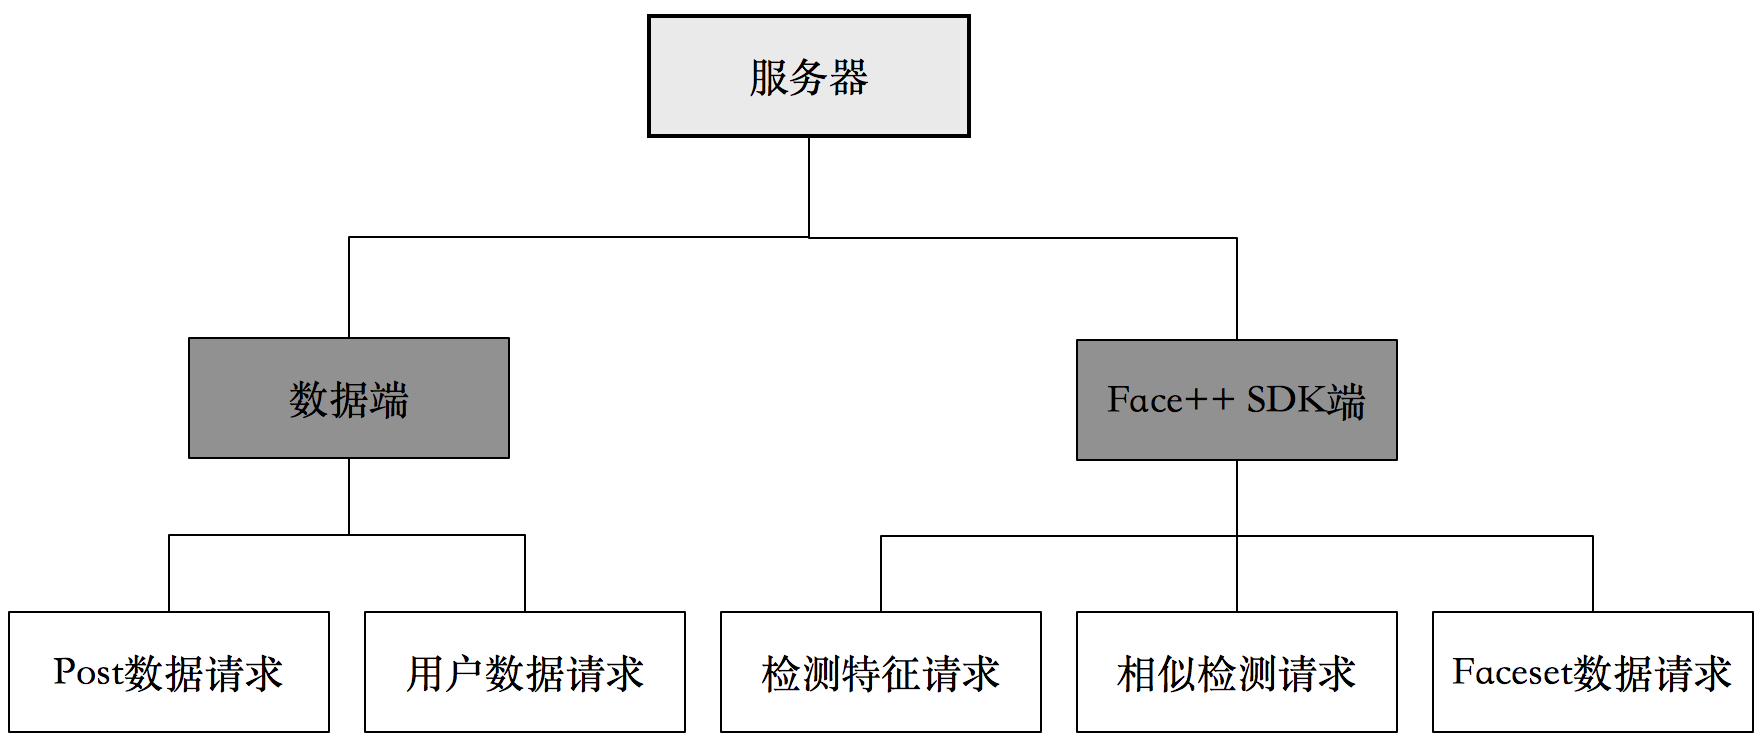 服务器
数据端
Face++ SDK端
Post数据请求
用户数据请求
检测特征请求
相似检测请求
Faceset数据请求